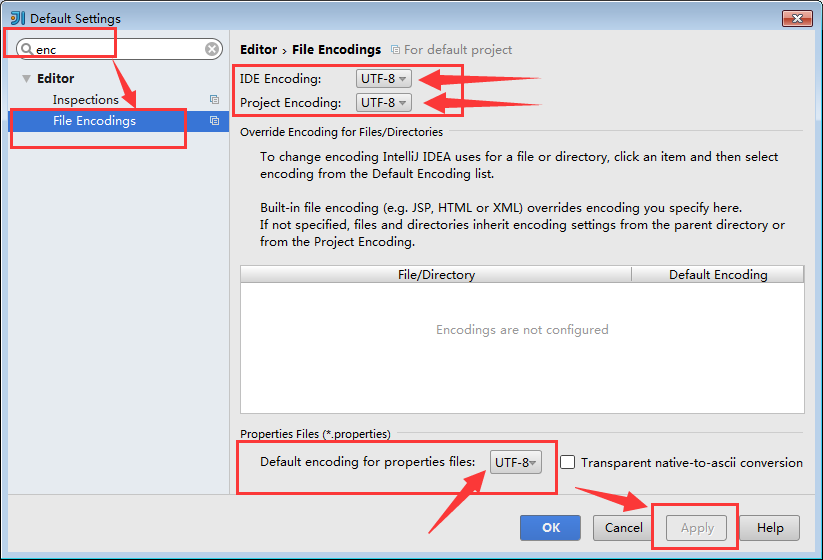 Default Settings
enc
Editor
Inspections
File Encodings
Editor › File Encodings For default project
IDE Encoding: UTF-8
Project Encoding: UTF-8
Override Encoding for Files/Directories
To change encoding IntelliJ IDEA uses for a file or directory, click an item and then select
encoding from the Default Encoding list.
Built-in file encoding (e.g. JSP, HTML or XML) overrides encoding you specify here.
If not specified, files and directories inherit encoding settings from the parent directory or
from the Project Encoding.
File/Directory Default Encoding
Encodings are not configured
Properties Files (*.properties)
Default encoding for properties files: UTF-8 Transparent native-to-ascii conversion
OK Cancel Apply Help